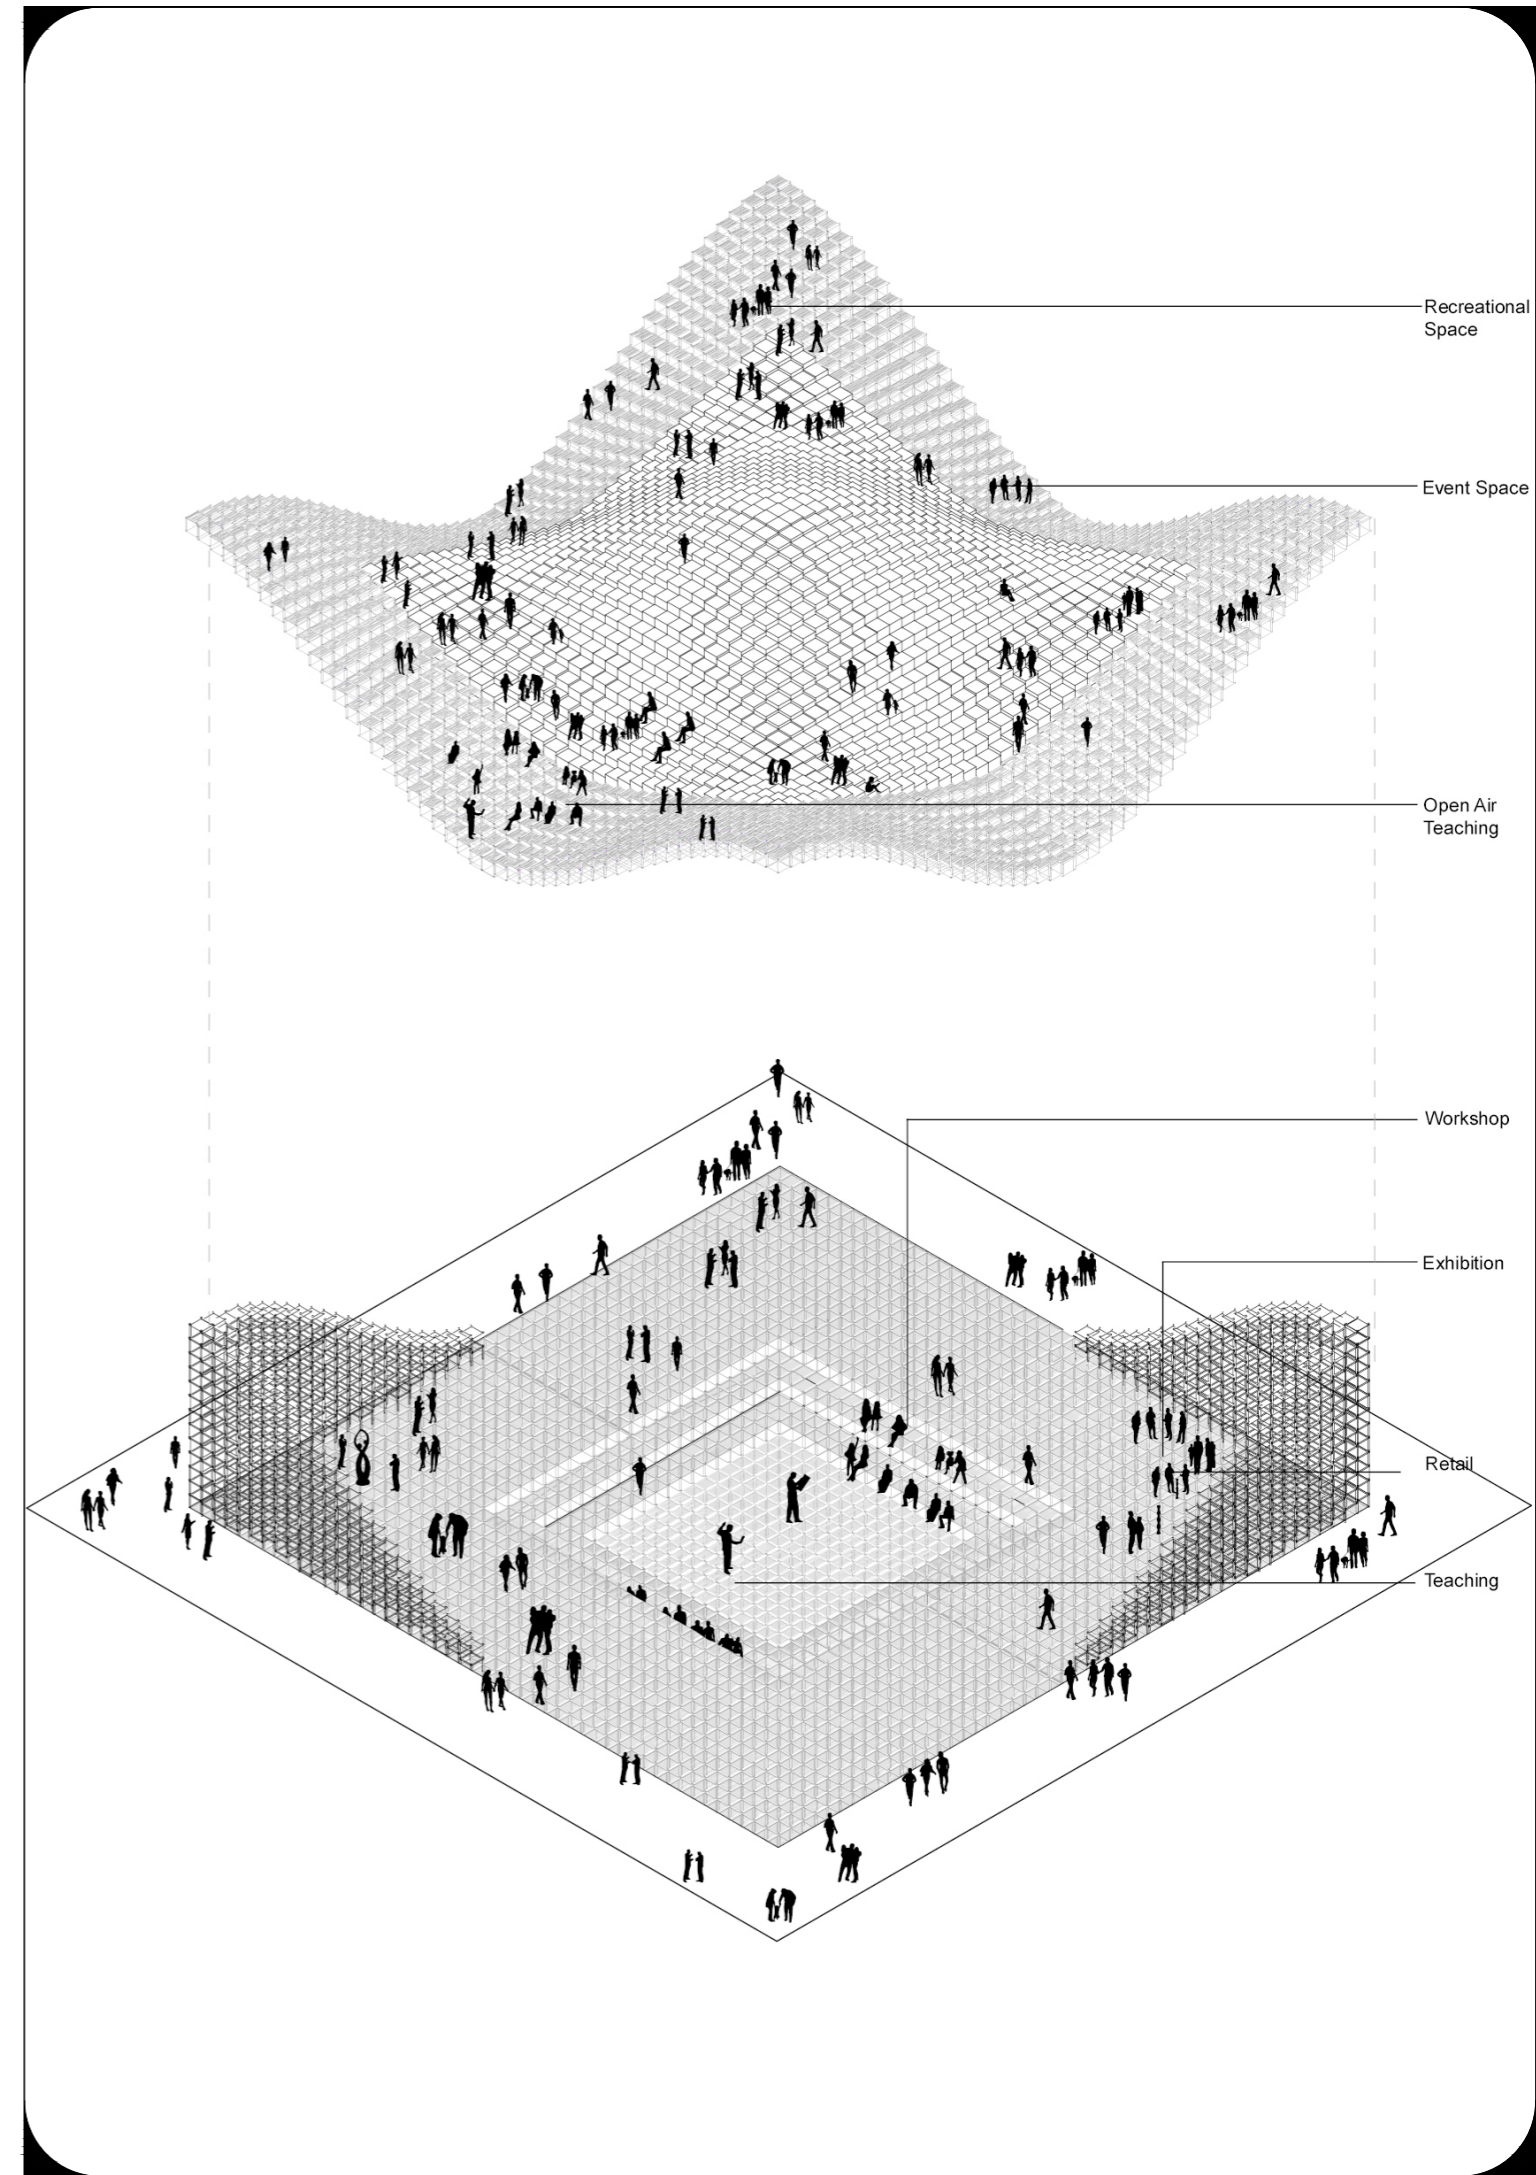 Recreational
Space
Event Space
Open Air
Teaching
Workshop
Exhibition
Retail
Teaching